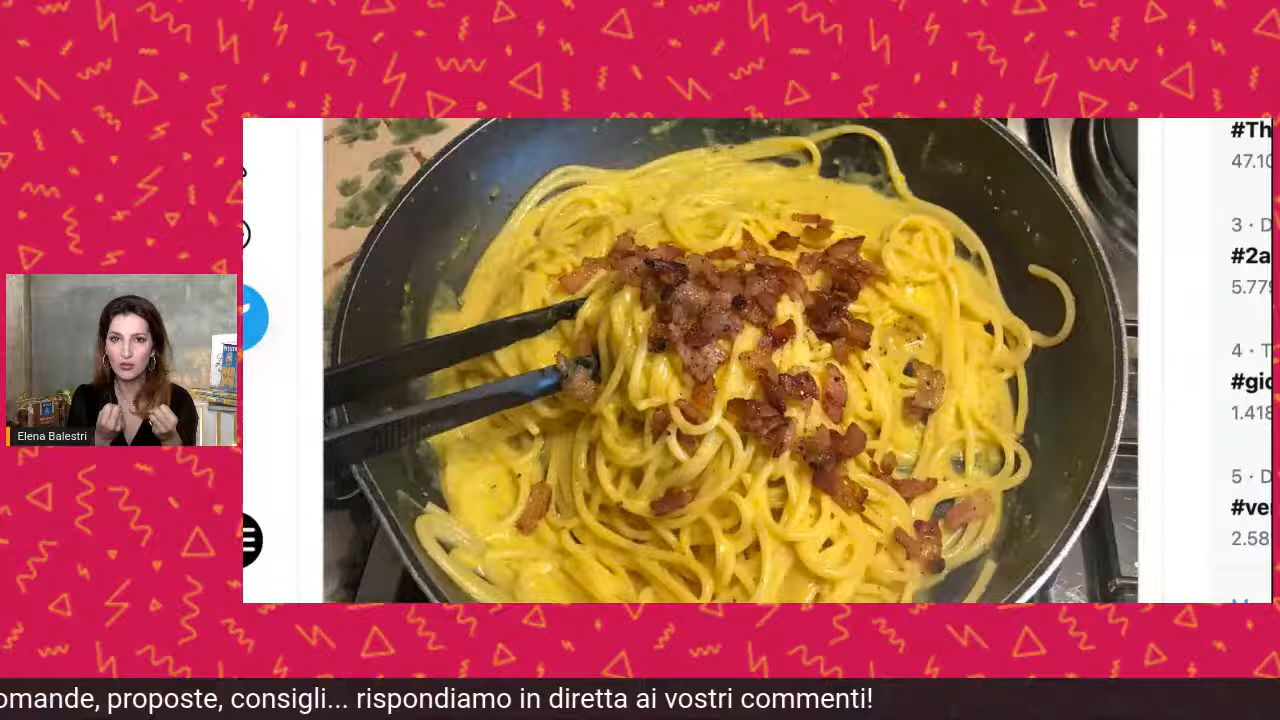 #Th
47.10
3 · D
#2a
5.779
4 · T
#gio
1.418
Elena Balestri
5 · D
#ve
2.58
omande, proposte, consigli... rispondiamo in diretta ai vostri commenti!